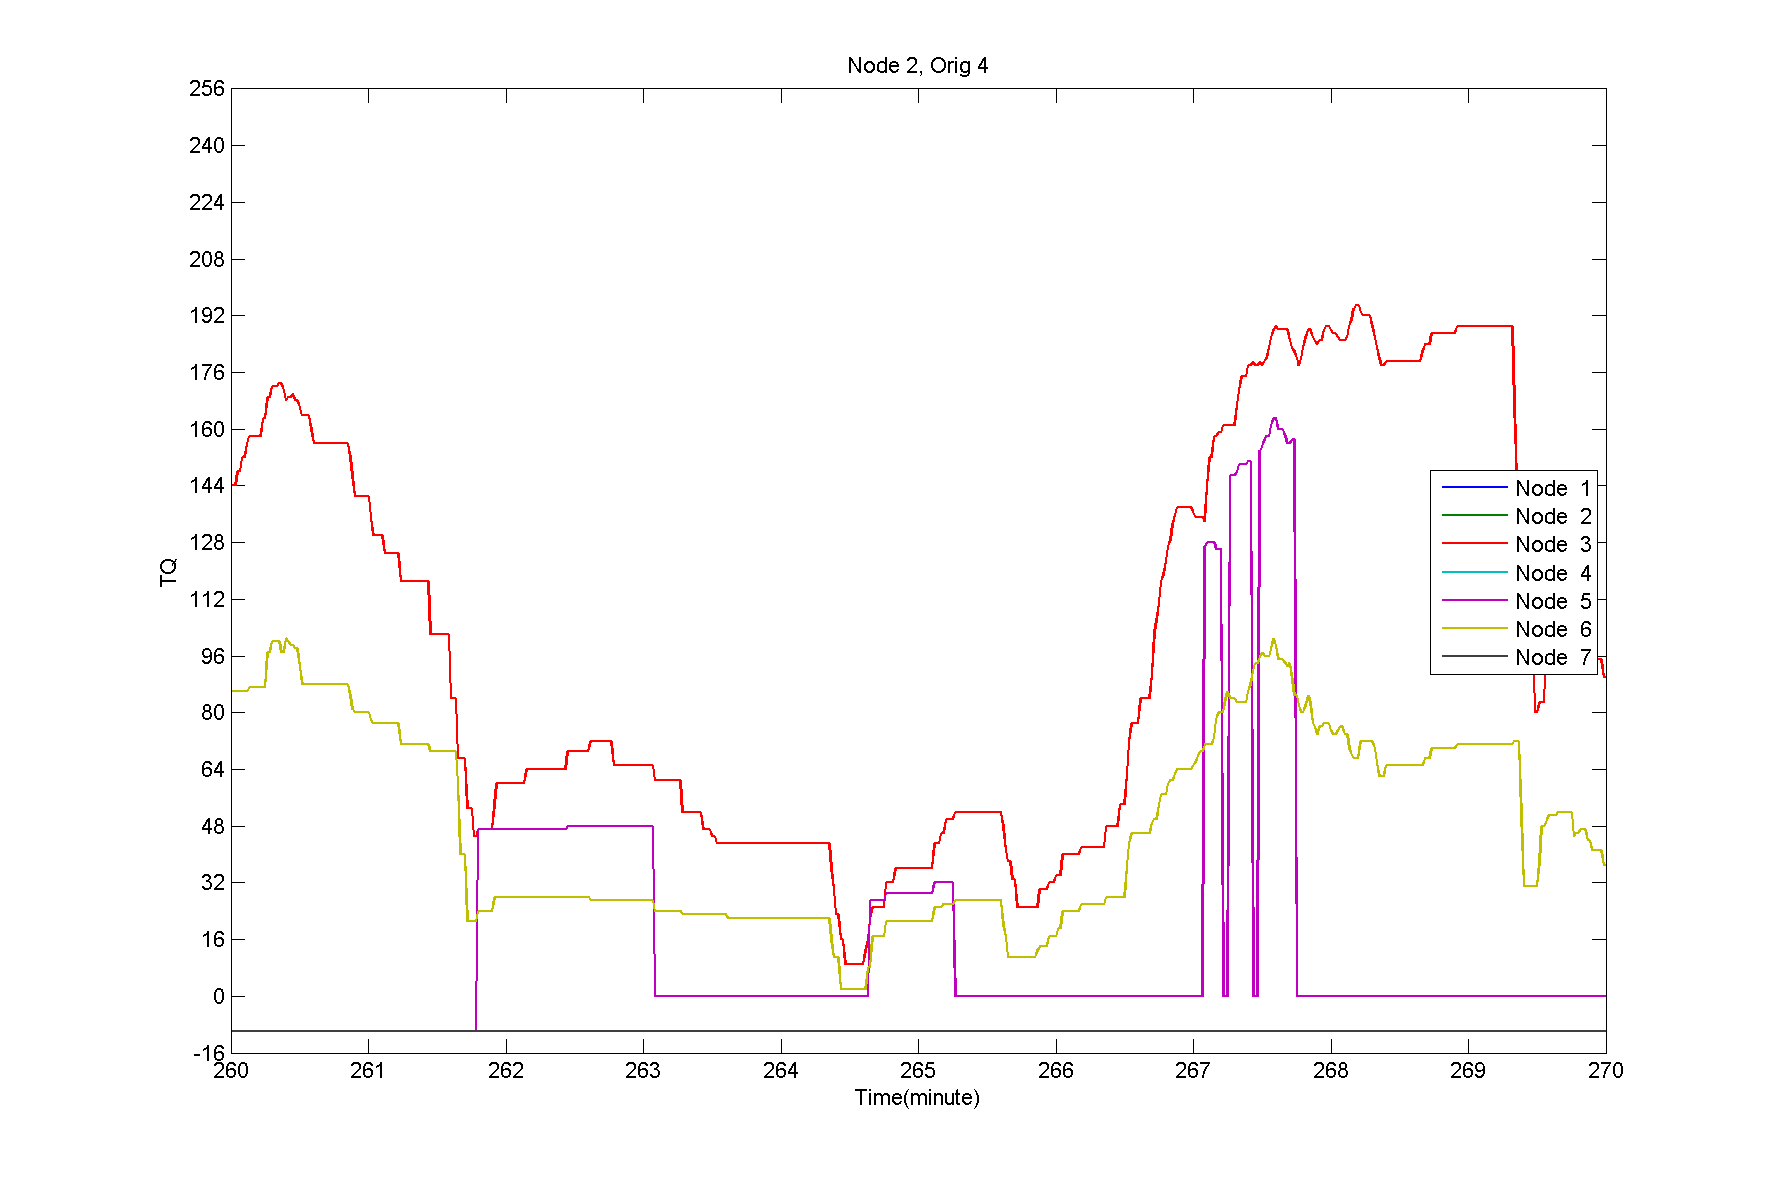 Node 2, Orig 4
256
240
224
208
192
176
160
144
128
112
96
80
64
48
32
16
0
-16
TQ
Node 1
Node 2
Node 3
Node 4
Node 5
Node 6
Node 7
260 261 262 263 264 265 266 267 268 269 270
Time(minute)